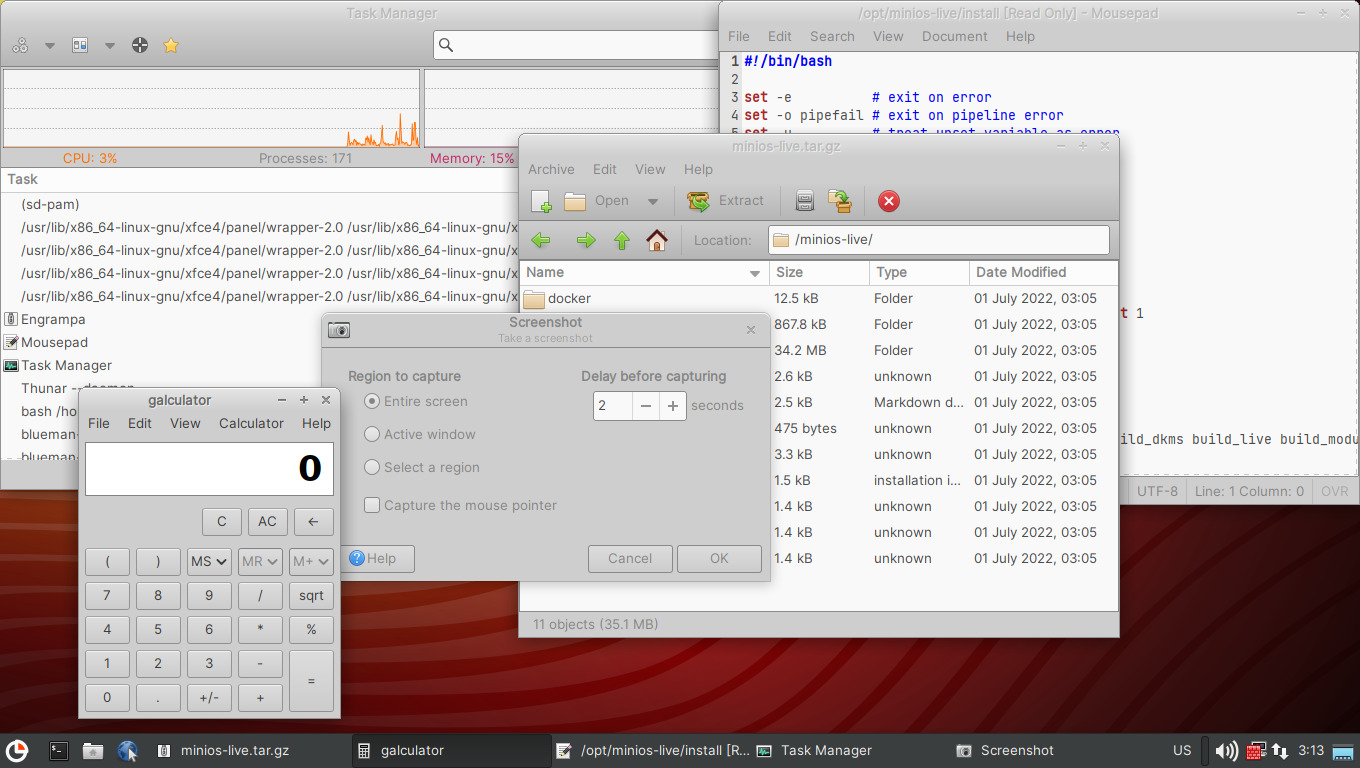 Task Manager
CPU: 3%
Processes: 171
Memory: 15%
Task
(sd-pam)
/usr/lib/x86_64-linux-gnu/xfce4/panel/wrapper-2.0 /usr/lib/x86_64-linux-gnu/x
/usr/lib/x86_64-linux-gnu/xfce4/panel/wrapper-2.0 /usr/lib/x86_64-linux-gnu/x
/usr/lib/x86_64-linux-gnu/xfce4/panel/wrapper-2.0 /usr/lib/x86_64-linux-gnu/x
/usr/lib/x86_64-linux-gnu/xfce4/panel/wrapper-2.0 /usr/lib/x86_64-linux-gnu/x
Engrampa
Mousepad
Task Manager
Thunar --daemon
bash /ho
blueman-
blueman-
/opt/minios-live/install [Read Only] - Mousepad
File Edit Search View Document Help
1 #!/bin/bash
2
3 set -e # exit on error
4 set -o pipefail # exit on pipeline error
5 set -u # treat unset variable as error
t 1
ild_dkms build_live build_modu
UTF-8 Line: 1 Column: 0 OVR
minios-live.tar.gz
Archive Edit View Help
Open Extract
Location: /minios-live/
Name Size Type Date Modified
docker 12.5 kB Folder 01 July 2022, 03:05
867.8 kB Folder 01 July 2022, 03:05
34.2 MB Folder 01 July 2022, 03:05
2.6 kB unknown 01 July 2022, 03:05
2.5 kB Markdown d... 01 July 2022, 03:05
475 bytes unknown 01 July 2022, 03:05
3.3 kB unknown 01 July 2022, 03:05
1.5 kB installation i... 01 July 2022, 03:05
1.4 kB unknown 01 July 2022, 03:05
1.4 kB unknown 01 July 2022, 03:05
1.4 kB unknown 01 July 2022, 03:05
11 objects (35.1 MB)
Screenshot
Take a screenshot
Region to capture
Entire screen
Active window
Select a region
Capture the mouse pointer
Delay before capturing
2 − + seconds
Help Cancel OK
galculator
File Edit View Calculator Help
0
C AC ←
( ) MS MR M+
7 8 9 / sqrt
4 5 6 * %
1 2 3 - =
0 . +/- +
minios-live.tar.gz galculator /opt/minios-live/install [R... Task Manager Screenshot US 3:13